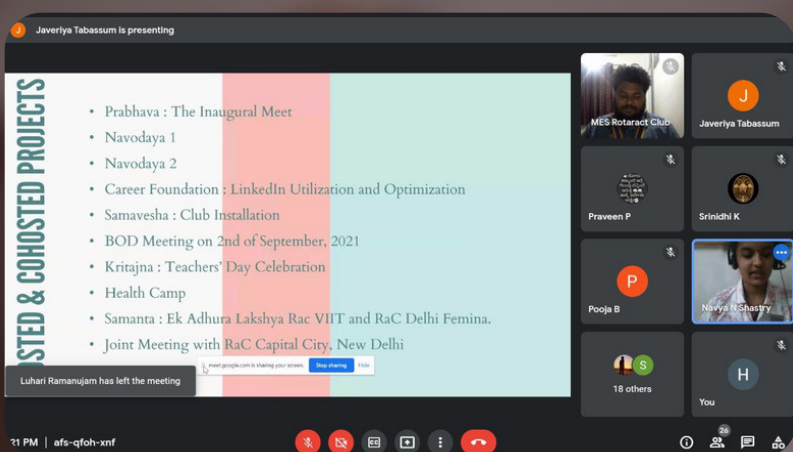 J Javeriya Tabassum is presenting
OSTED & COHOSTED PROJECTS
• Prabhava : The Inaugural Meet
• Navodaya 1
• Navodaya 2
• Career Foundation : LinkedIn Utilization and Optimization
• Samavesha : Club Installation
• BOD Meeting on 2nd of September, 2021
• Kritajna : Teachers' Day Celebration
• Health Camp
• Samanta : Ek Adhura Lakshya Rac VIIT and RaC Delhi Femina.
• Joint Meeting with RaC Capital City, New Delhi
meet.google.com is sharing your screen. Stop sharing Hide
Luhari Ramanujam has left the meeting
MES Rotaract Club
J
Javeriya Tabassum
Praveen P
Srinidhi K
P
Pooja B
Navya N Shastry
S
18 others
H
You
21 PM | afs-qfoh-xnf
CC
26